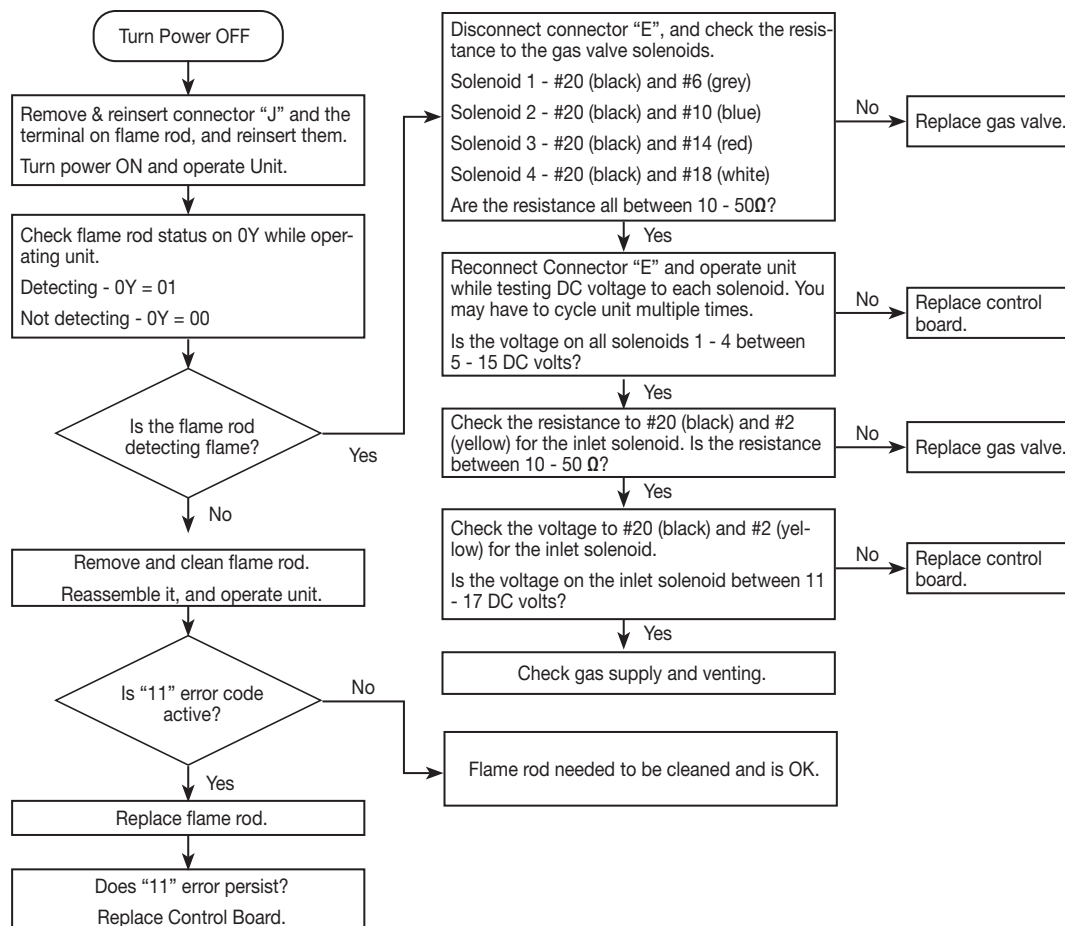 Turn Power OFF
Remove & reinsert connector “J” and the
terminal on flame rod, and reinsert them.
Turn power ON and operate Unit.
Check flame rod status on 0Y while oper-
ating unit.
Detecting - 0Y = 01
Not detecting - 0Y = 00
Is the flame rod
detecting flame?
Yes
No
Remove and clean flame rod.
Reassemble it, and operate unit.
Is “11” error code
active?
No
Yes
Replace flame rod.
Does “11” error persist?
Replace Control Board.
Flame rod needed to be cleaned and is OK.
Disconnect connector “E”, and check the resis-
tance to the gas valve solenoids.
Solenoid 1 - #20 (black) and #6 (grey)
Solenoid 2 - #20 (black) and #10 (blue)
Solenoid 3 - #20 (black) and #14 (red)
Solenoid 4 - #20 (black) and #18 (white)
Are the resistance all between 10 - 50Ω?
No
Replace gas valve.
Yes
Reconnect Connector “E” and operate unit
while testing DC voltage to each solenoid. You
may have to cycle unit multiple times.
Is the voltage on all solenoids 1 - 4 between
5 - 15 DC volts?
No
Replace control
board.
Yes
Check the resistance to #20 (black) and #2
(yellow) for the inlet solenoid. Is the resistance
between 10 - 50 Ω?
No
Replace gas valve.
Yes
Check the voltage to #20 (black) and #2 (yel-
low) for the inlet solenoid.
Is the voltage on the inlet solenoid between 11
- 17 DC volts?
No
Replace control
board.
Yes
Check gas supply and venting.